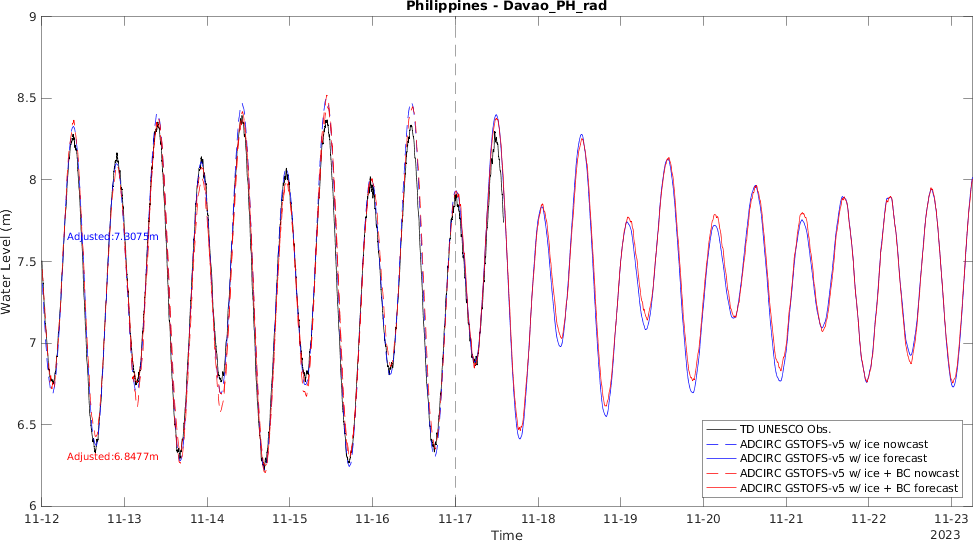 Philippines - Davao_PH_rad
9
8.5
8
7.5
7
6.5
6
Water Level (m)
Adjusted:7.3075m
Adjusted:6.8477m
TD UNESCO Obs.
ADCIRC GSTOFS-v5 w/ ice nowcast
ADCIRC GSTOFS-v5 w/ ice forecast
ADCIRC GSTOFS-v5 w/ ice + BC nowcast
ADCIRC GSTOFS-v5 w/ ice + BC forecast
11-12 11-13 11-14 11-15 11-16 11-17 11-18 11-19 11-20 11-21 11-22 11-23
Time
2023